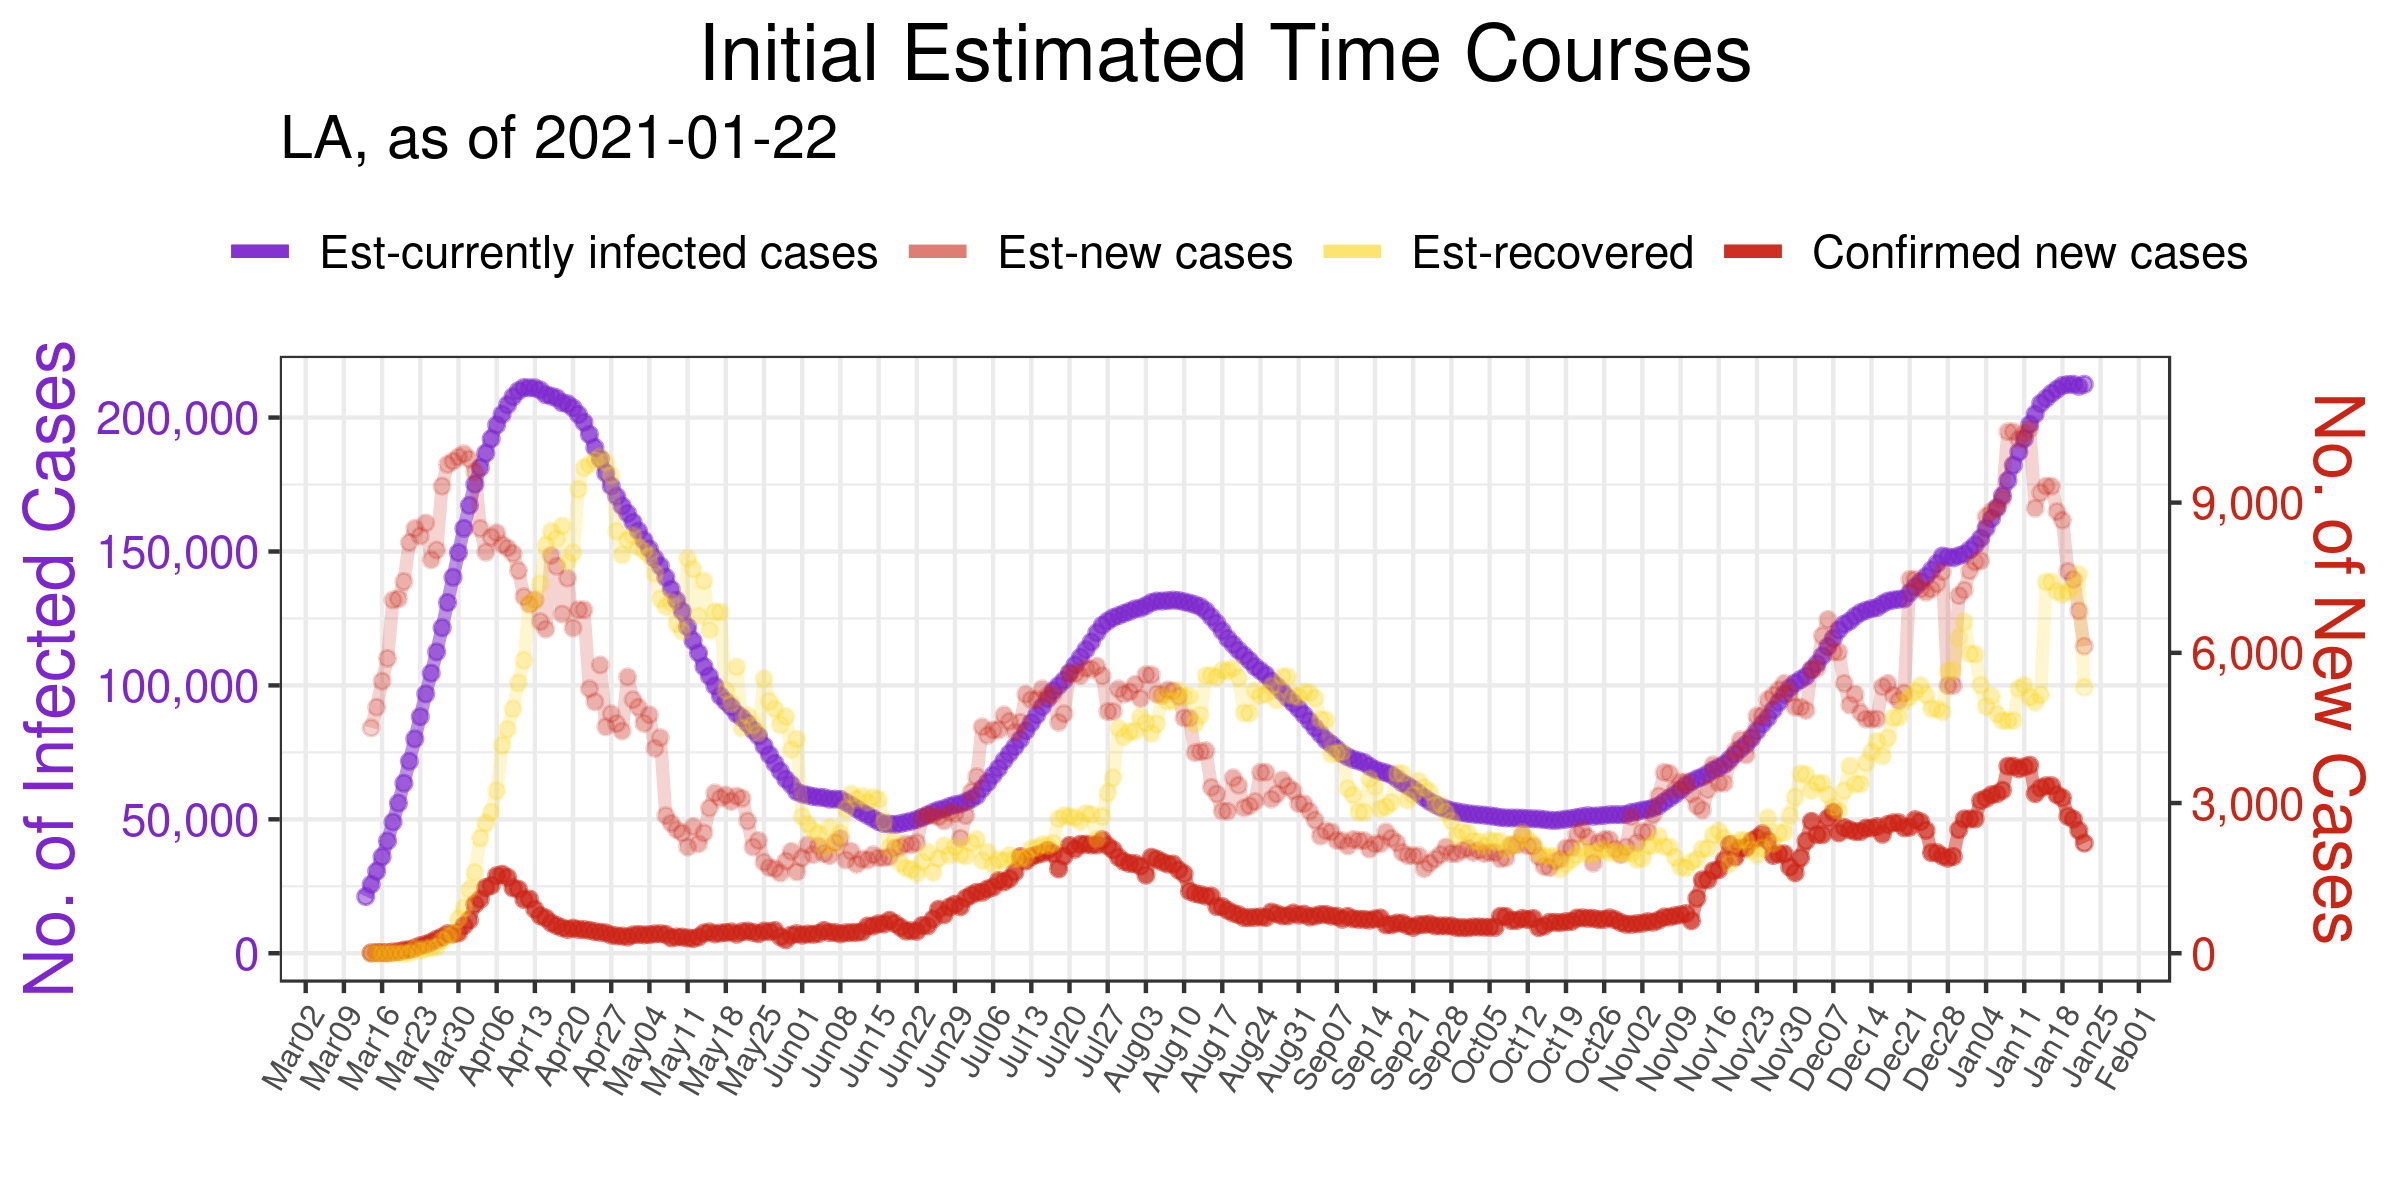 Initial Estimated Time Courses
LA, as of 2021-01-22
Est-currently infected cases Est-new cases Est-recovered Confirmed new cases
No. of Infected Cases
200,000
150,000
100,000
50,000
0
No. of New Cases
9,000
6,000
3,000
0
Mar02 Mar09 Mar16 Mar23 Mar30 Apr06 Apr13 Apr20 Apr27 May04 May11 May18 May25 Jun01 Jun08 Jun15 Jun22 Jun29 Jul06 Jul13 Jul20 Jul27 Aug03 Aug10 Aug17 Aug24 Aug31 Sep07 Sep14 Sep21 Sep28 Oct05 Oct12 Oct19 Oct26 Nov02 Nov09 Nov16 Nov23 Nov30 Dec07 Dec14 Dec21 Dec28 Jan04 Jan11 Jan18 Jan25 Feb01